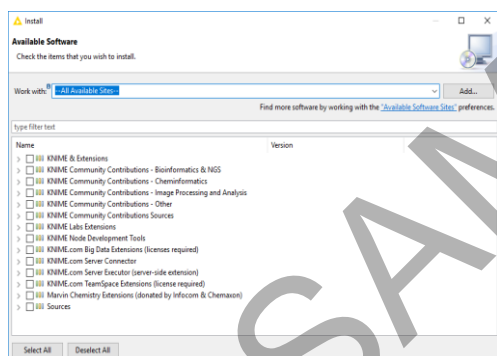 Install
Available Software
Check the items that you wish to install.
Work with: --All Available Sites--
Add...
Find more software by working with the "Available Software Sites" preferences.
type filter text
Name Version
KNIME & Extensions
KNIME Community Contributions - Bioinformatics & NGS
KNIME Community Contributions - Cheminformatics
KNIME Community Contributions - Image Processing and Analysis
KNIME Community Contributions - Other
KNIME Community Contributions Sources
KNIME Labs Extensions
KNIME Node Development Tools
KNIME.com Big Data Extensions (licenses required)
KNIME.com Server Connector
KNIME.com Server Executor (server-side extension)
KNIME.com TeamSpace Extensions (license required)
Marvin Chemistry Extensions (donated by Infocom & Chemaxon)
Sources
Select All Deselect All
SAM